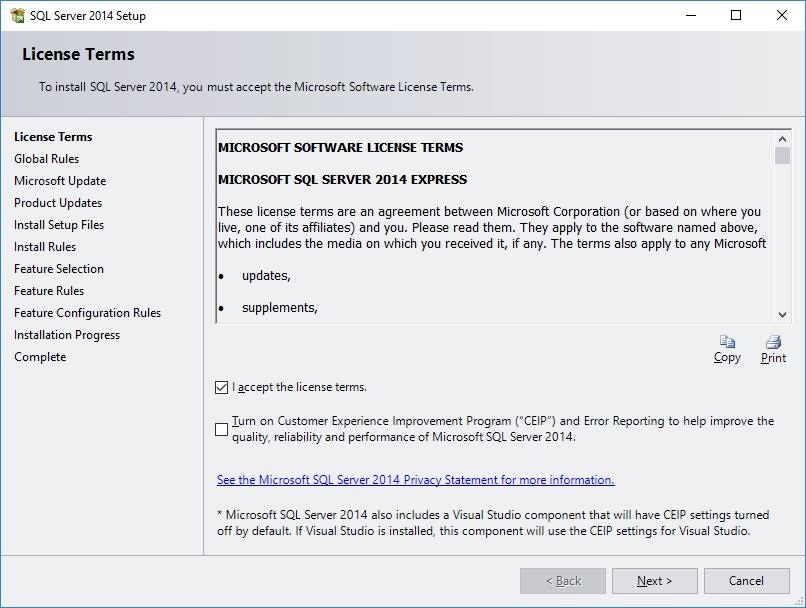 SQL Server 2014 Setup
License Terms
To install SQL Server 2014, you must accept the Microsoft Software License Terms.
License Terms
Global Rules
Microsoft Update
Product Updates
Install Setup Files
Install Rules
Feature Selection
Feature Rules
Feature Configuration Rules
Installation Progress
Complete
MICROSOFT SOFTWARE LICENSE TERMS
MICROSOFT SQL SERVER 2014 EXPRESS
These license terms are an agreement between Microsoft Corporation (or based on where you
live, one of its affiliates) and you. Please read them. They apply to the software named above,
which includes the media on which you received it, if any. The terms also apply to any Microsoft
• updates,
• supplements,
Copy
Print
I accept the license terms.
Turn on Customer Experience Improvement Program ("CEIP") and Error Reporting to help improve the
quality, reliability and performance of Microsoft SQL Server 2014.
See the Microsoft SQL Server 2014 Privacy Statement for more information.
* Microsoft SQL Server 2014 also includes a Visual Studio component that will have CEIP settings turned
off by default. If Visual Studio is installed, this component will use the CEIP settings for Visual Studio.
< Back
Next >
Cancel